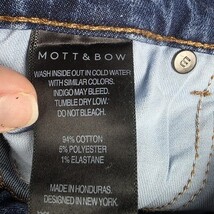 MOTT & BOW
WASH INSIDE OUT IN COLD WATER
WITH SIMILAR COLORS.
INDIGO MAY BLEED.
TUMBLE DRY LOW.
DO NOT BLEACH.
94% COTTON
5% POLYESTER
1% ELASTANE
MADE IN HONDURAS.
DESIGNED IN NEW YORK.